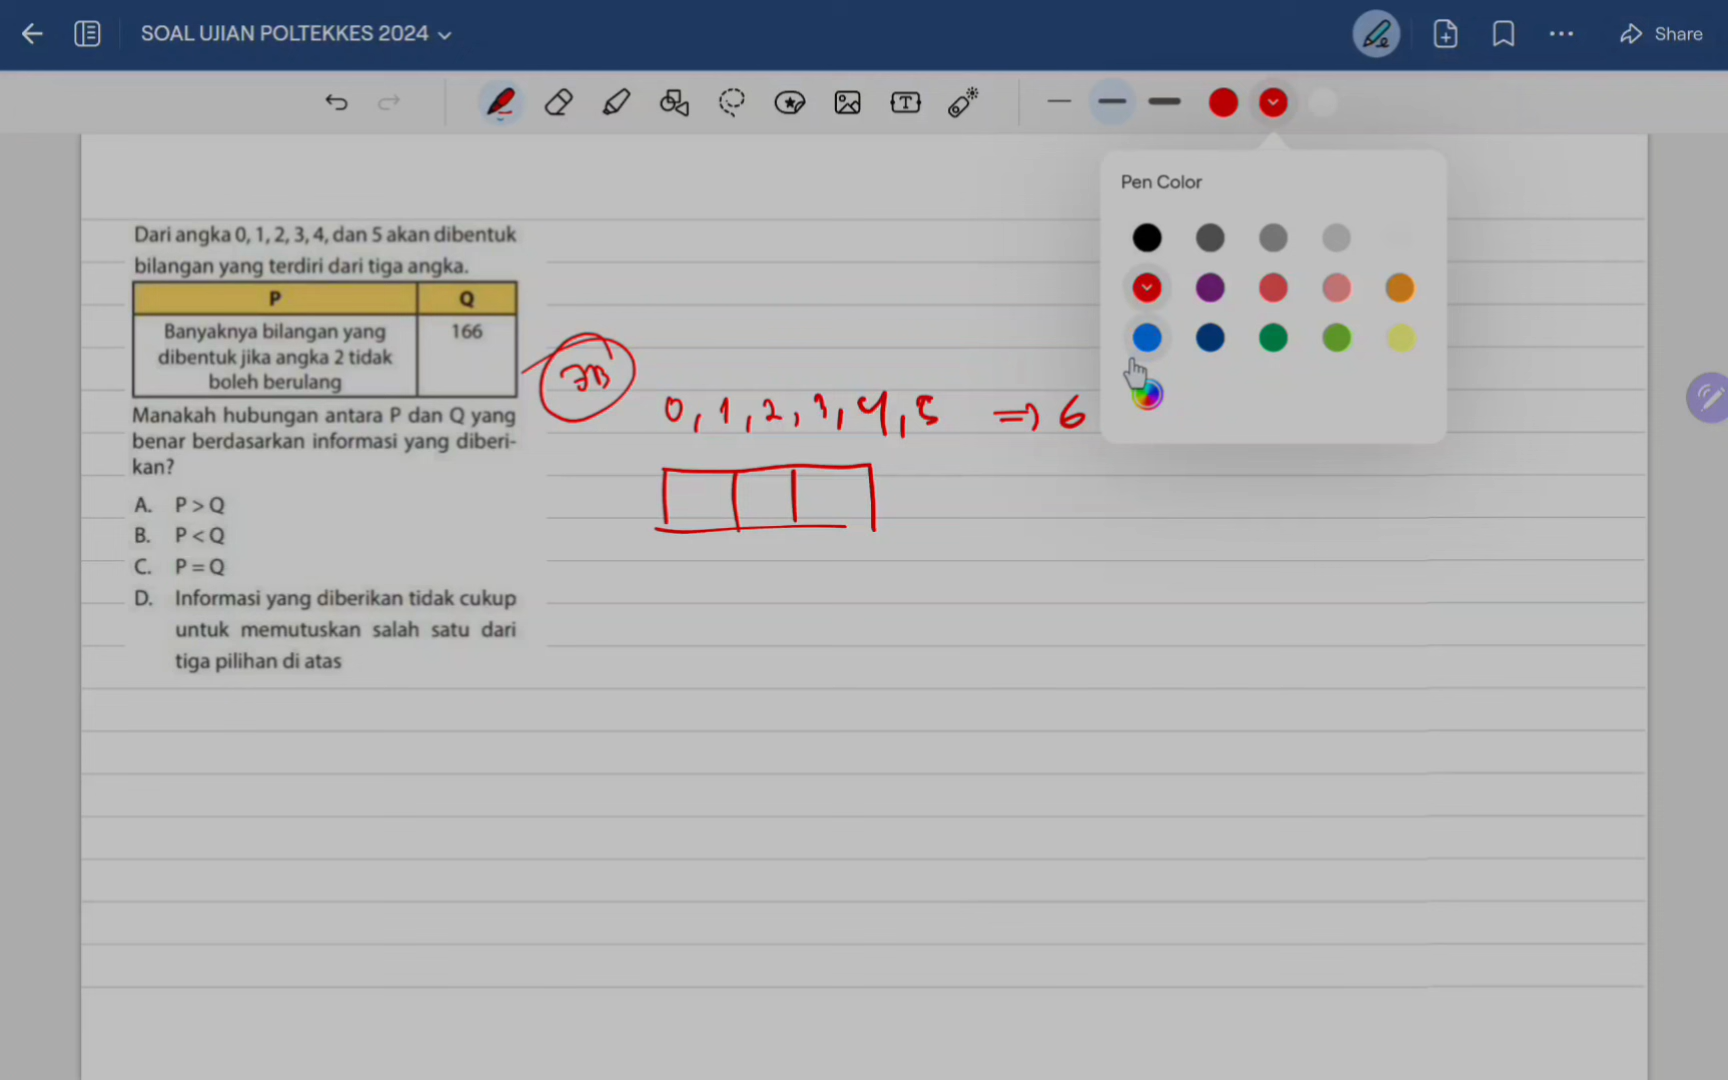 SOAL UJIAN POLTEKKES 2024
Share
Pen Color
Dari angka 0, 1, 2, 3, 4, dan 5 akan dibentuk
bilangan yang terdiri dari tiga angka.
P Q
Banyaknya bilangan yang 166
dibentuk jika angka 2 tidak
boleh berulang
Manakah hubungan antara P dan Q yang
benar berdasarkan informasi yang diberi-
kan?
A. P > Q
B. P < Q
C. P = Q
D. Informasi yang diberikan tidak cukup
untuk memutuskan salah satu dari
tiga pilihan di atas
0, 1, 2, 3, 4, 5 => 6